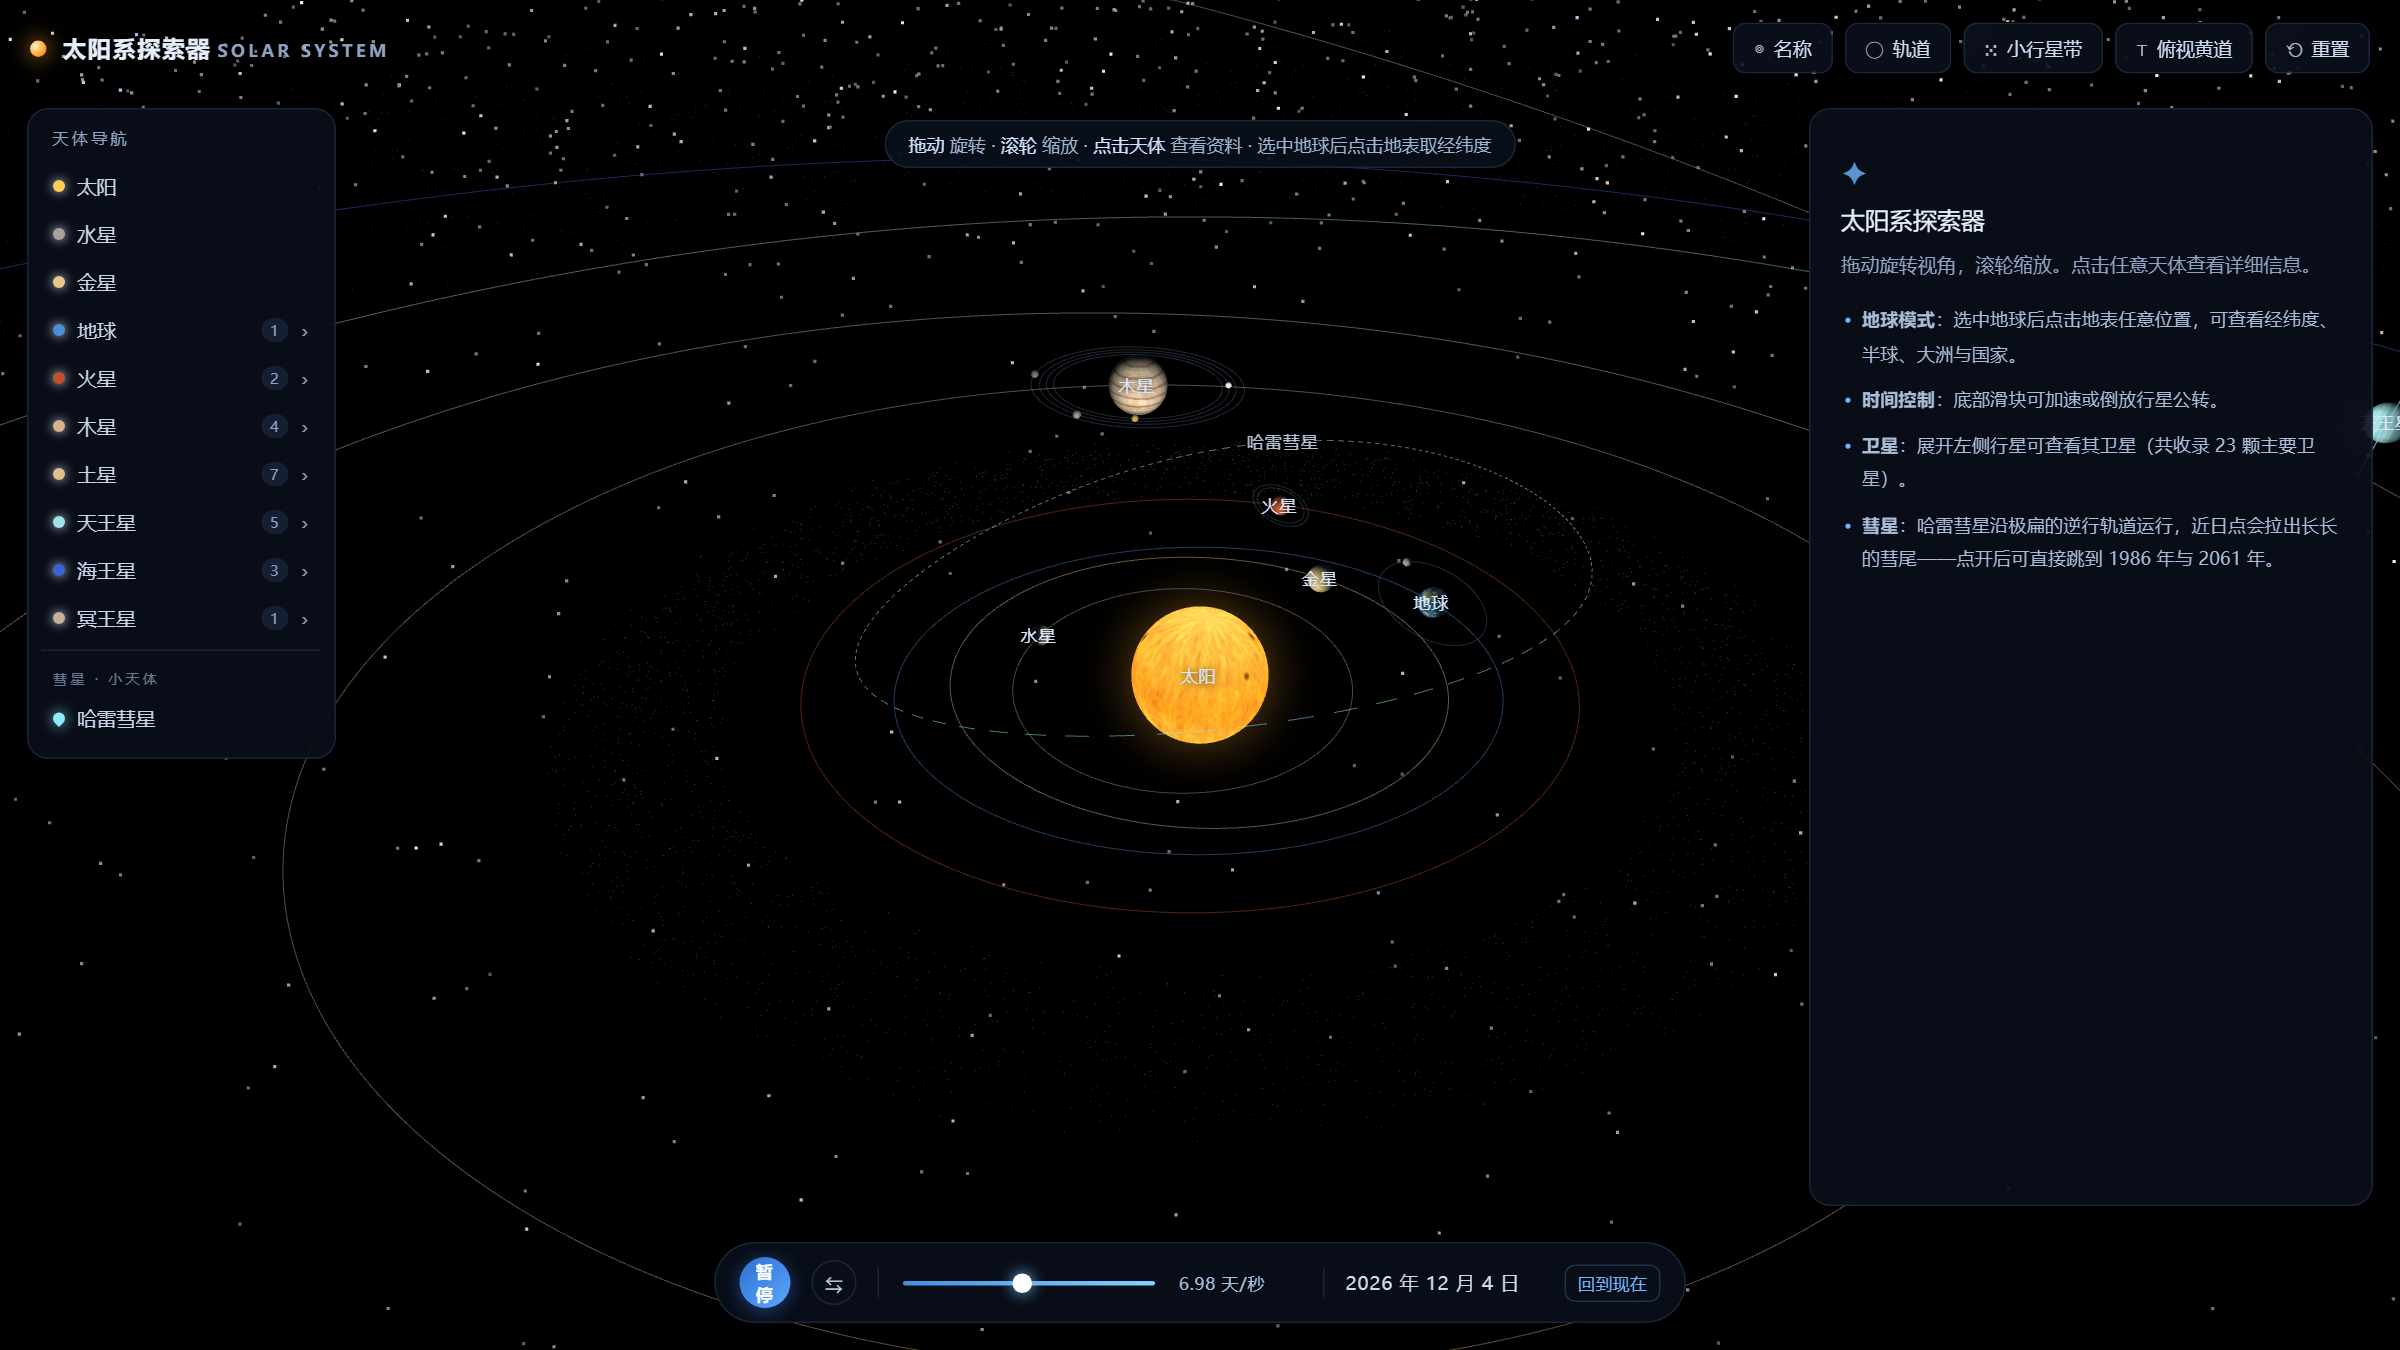 太阳系探索器 SOLAR SYSTEM
名称
轨道
小行星带
俯视黄道
重置
天体导航
太阳
水星
金星
地球 1 ›
火星 2 ›
木星 4 ›
土星 7 ›
天王星 5 ›
海王星 3 ›
冥王星 1 ›
彗星 · 小天体
哈雷彗星
拖动 旋转 · 滚轮 缩放 · 点击天体 查看资料 · 选中地球后点击地表取经纬度
木星
哈雷彗星
火星
金星
地球
水星
太阳
太阳系探索器
拖动旋转视角，滚轮缩放。点击任意天体查看详细信息。
• 地球模式：选中地球后点击地表任意位置，可查看经纬度、
半球、大洲与国家。
• 时间控制：底部滑块可加速或倒放行星公转。
• 卫星：展开左侧行星可查看其卫星（共收录 23 颗主要卫
星）。
• 彗星：哈雷彗星沿极扁的逆行轨道运行，近日点会拉出长长
的彗尾——点开后可直接跳到 1986 年与 2061 年。
暂
停
6.98 天/秒
2026 年 12 月 4 日
回到现在